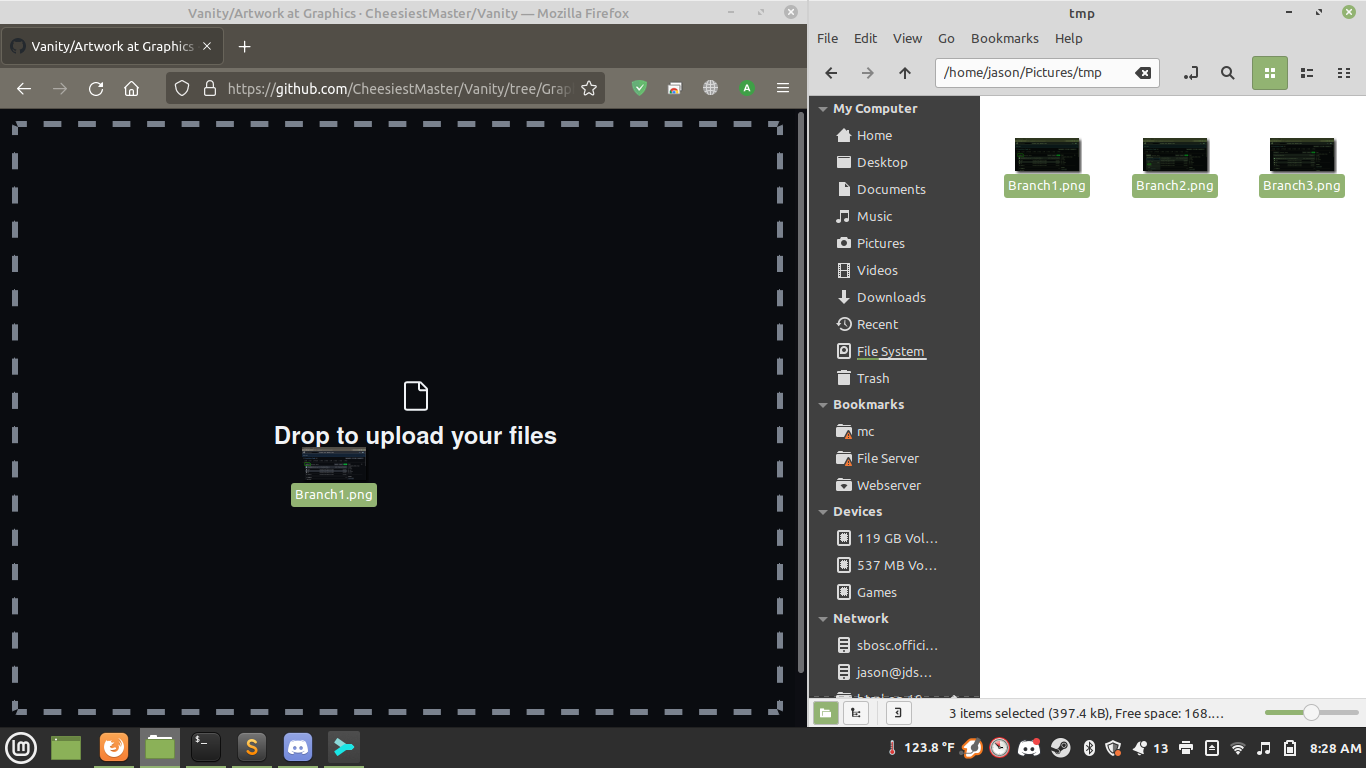 Vanity/Artwork at Graphics · CheesiestMaster/Vanity — Mozilla Firefox
Vanity/Artwork at Graphics
https://github.com/CheesiestMaster/Vanity/tree/Grap
A
Drop to upload your files
Branch1.png
tmp
File Edit View Go Bookmarks Help
/home/jason/Pictures/tmp
My Computer
Home
Desktop
Documents
Music
Pictures
Videos
Downloads
Recent
File System
Trash
Bookmarks
mc
File Server
Webserver
Devices
119 GB Vol...
537 MB Vo...
Games
Network
sbosc.offici...
jason@jds...
Branch1.png
Branch2.png
Branch3.png
3 items selected (397.4 kB), Free space: 168....
123.8 °F
13
8:28 AM